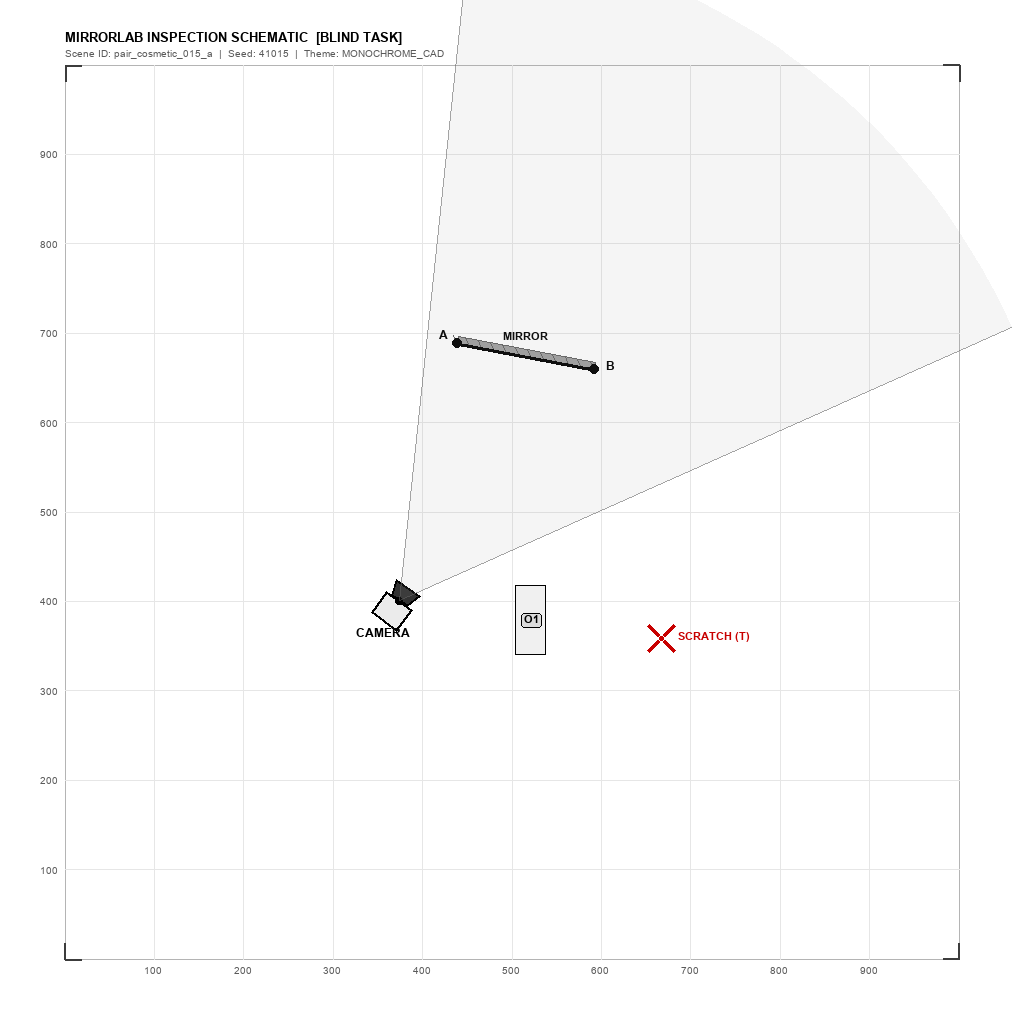 MIRRORLAB INSPECTION SCHEMATIC [BLIND TASK]
Scene ID: pair_cosmetic_015_a | Seed: 41015 | Theme: MONOCHROME_CAD
900
800
A
MIRROR
700
B
600
500
400
O1
CAMERA
SCRATCH (T)
300
200
100
100 200 300 400 500 600 700 800 900